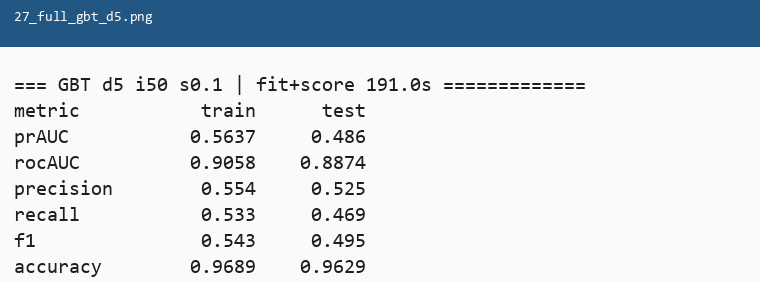 27_full_gbt_d5.png
=== GBT d5 i50 s0.1 | fit+score 191.0s =============
metric train test
prAUC 0.5637 0.486
rocAUC 0.9058 0.8874
precision 0.554 0.525
recall 0.533 0.469
f1 0.543 0.495
accuracy 0.9689 0.9629